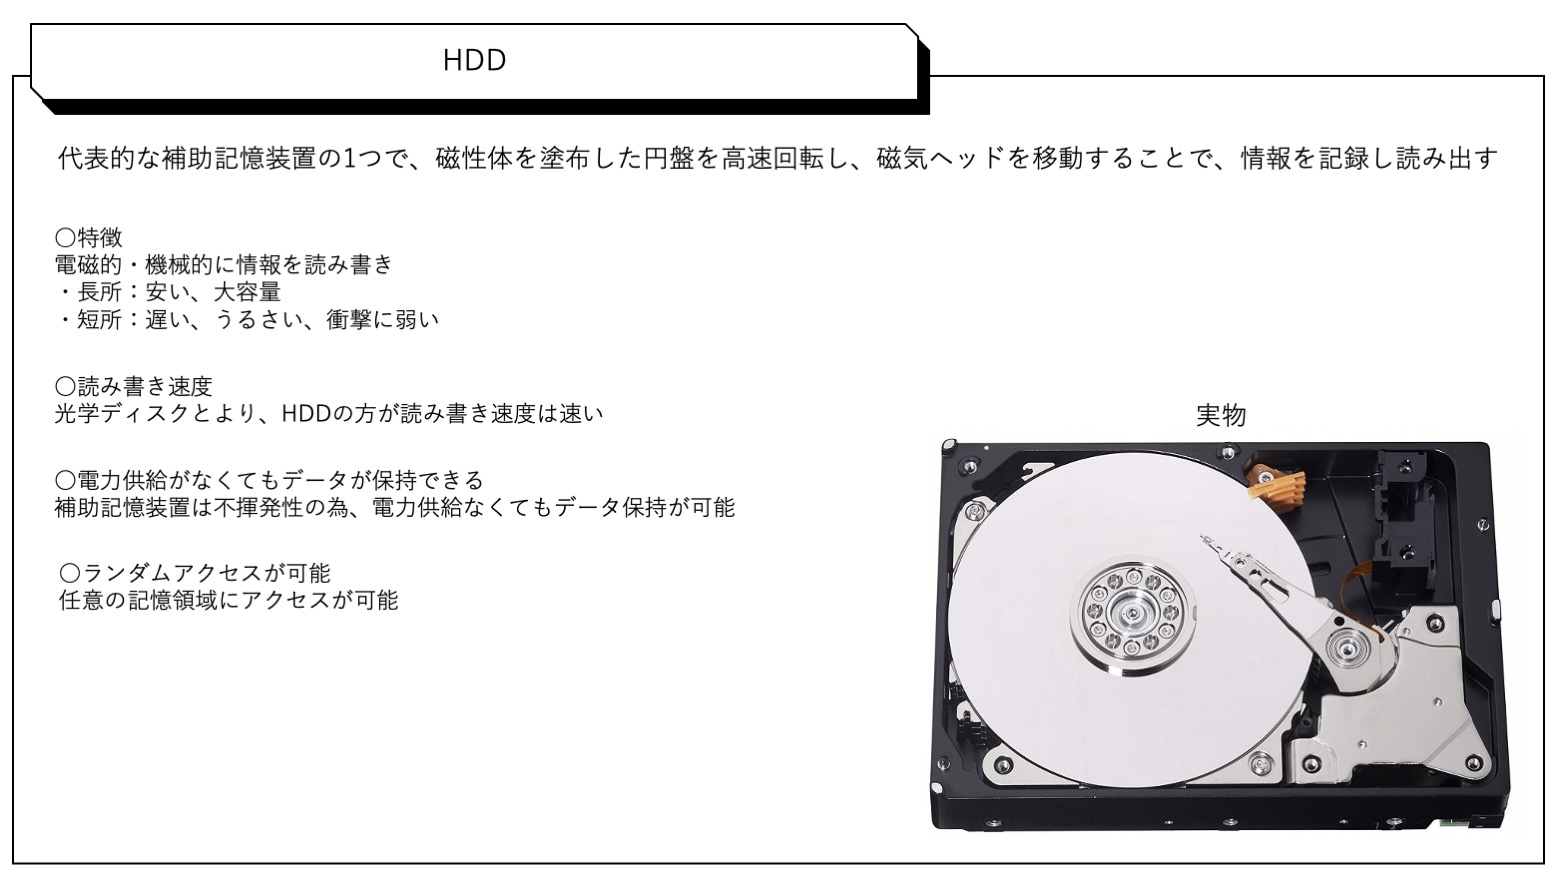 HDD
代表的な補助記憶装置の1つで、磁性体を塗布した円盤を高速回転し、磁気ヘッドを移動することで、情報を記録し読み出す
〇特徴
電磁的・機械的に情報を読み書き
・長所：安い、大容量
・短所：遅い、うるさい、衝撃に弱い
〇読み書き速度
光学ディスクとより、HDDの方が読み書き速度は速い
〇電力供給がなくてもデータが保持できる
補助記憶装置は不揮発性の為、電力供給なくてもデータ保持が可能
〇ランダムアクセスが可能
任意の記憶領域にアクセスが可能
実物